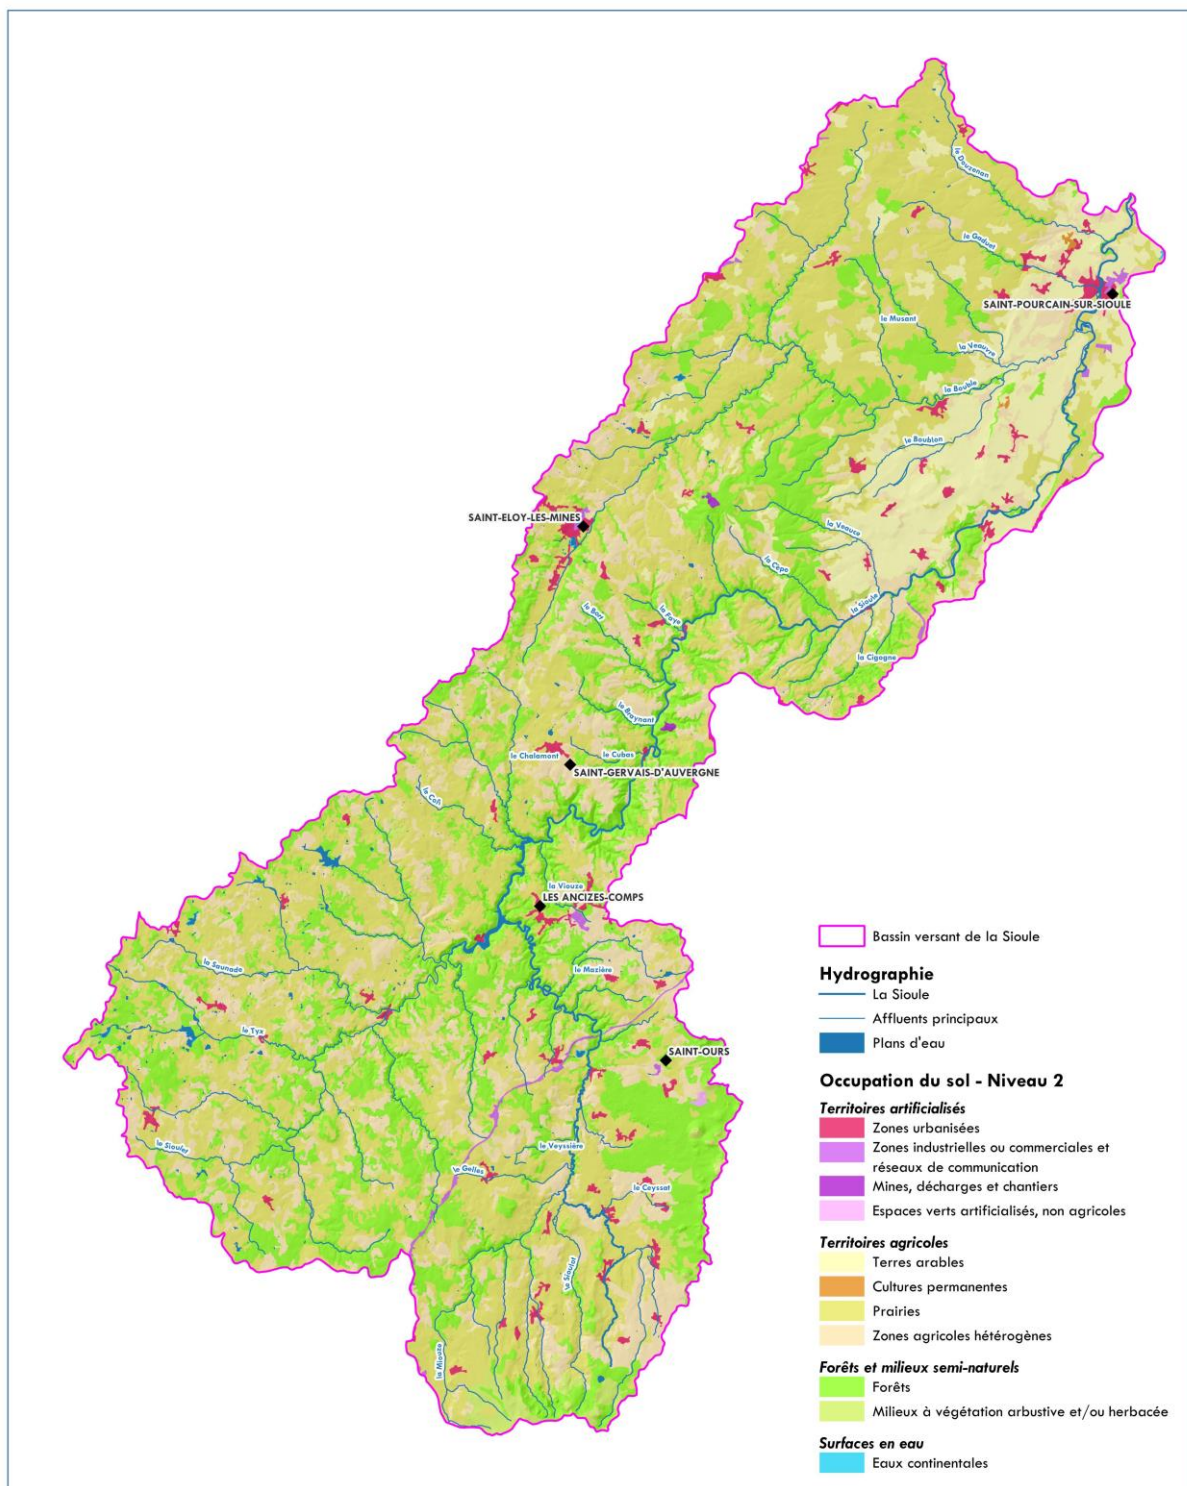 le Douzenan
le Gaduet
SAINT-POURCAIN-SUR-SIOULE
le Musant
la Veauvre
la Bouble
le Boublon
SAINT-ELOY-LES-MINES
la Veauce
la Cèpe
la Sioule
le Boron
la Faye
la Cigogne
le Braynant
le Chalamont
le Cubes
SAINT-GERVAIS-D'AUVERGNE
le Coli
la Viouze
LES ANCIZES-COMPS
la Saunade
le Mazière
le Tyx
SAINT-OURS
le Sioulet
le Veyssière
le Gelles
le Ceyssat
le Sioulot
la Miouze
Bassin versant de la Sioule
Hydrographie
La Sioule
Affluents principaux
Plans d'eau
Occupation du sol - Niveau 2
Territoires artificialisés
Zones urbanisées
Zones industrielles ou commerciales et
réseaux de communication
Mines, décharges et chantiers
Espaces verts artificialisés, non agricoles
Territoires agricoles
Terres arables
Cultures permanentes
Prairies
Zones agricoles hétérogènes
Forêts et milieux semi-naturels
Forêts
Milieux à végétation arbustive et/ou herbacée
Surfaces en eau
Eaux continentales